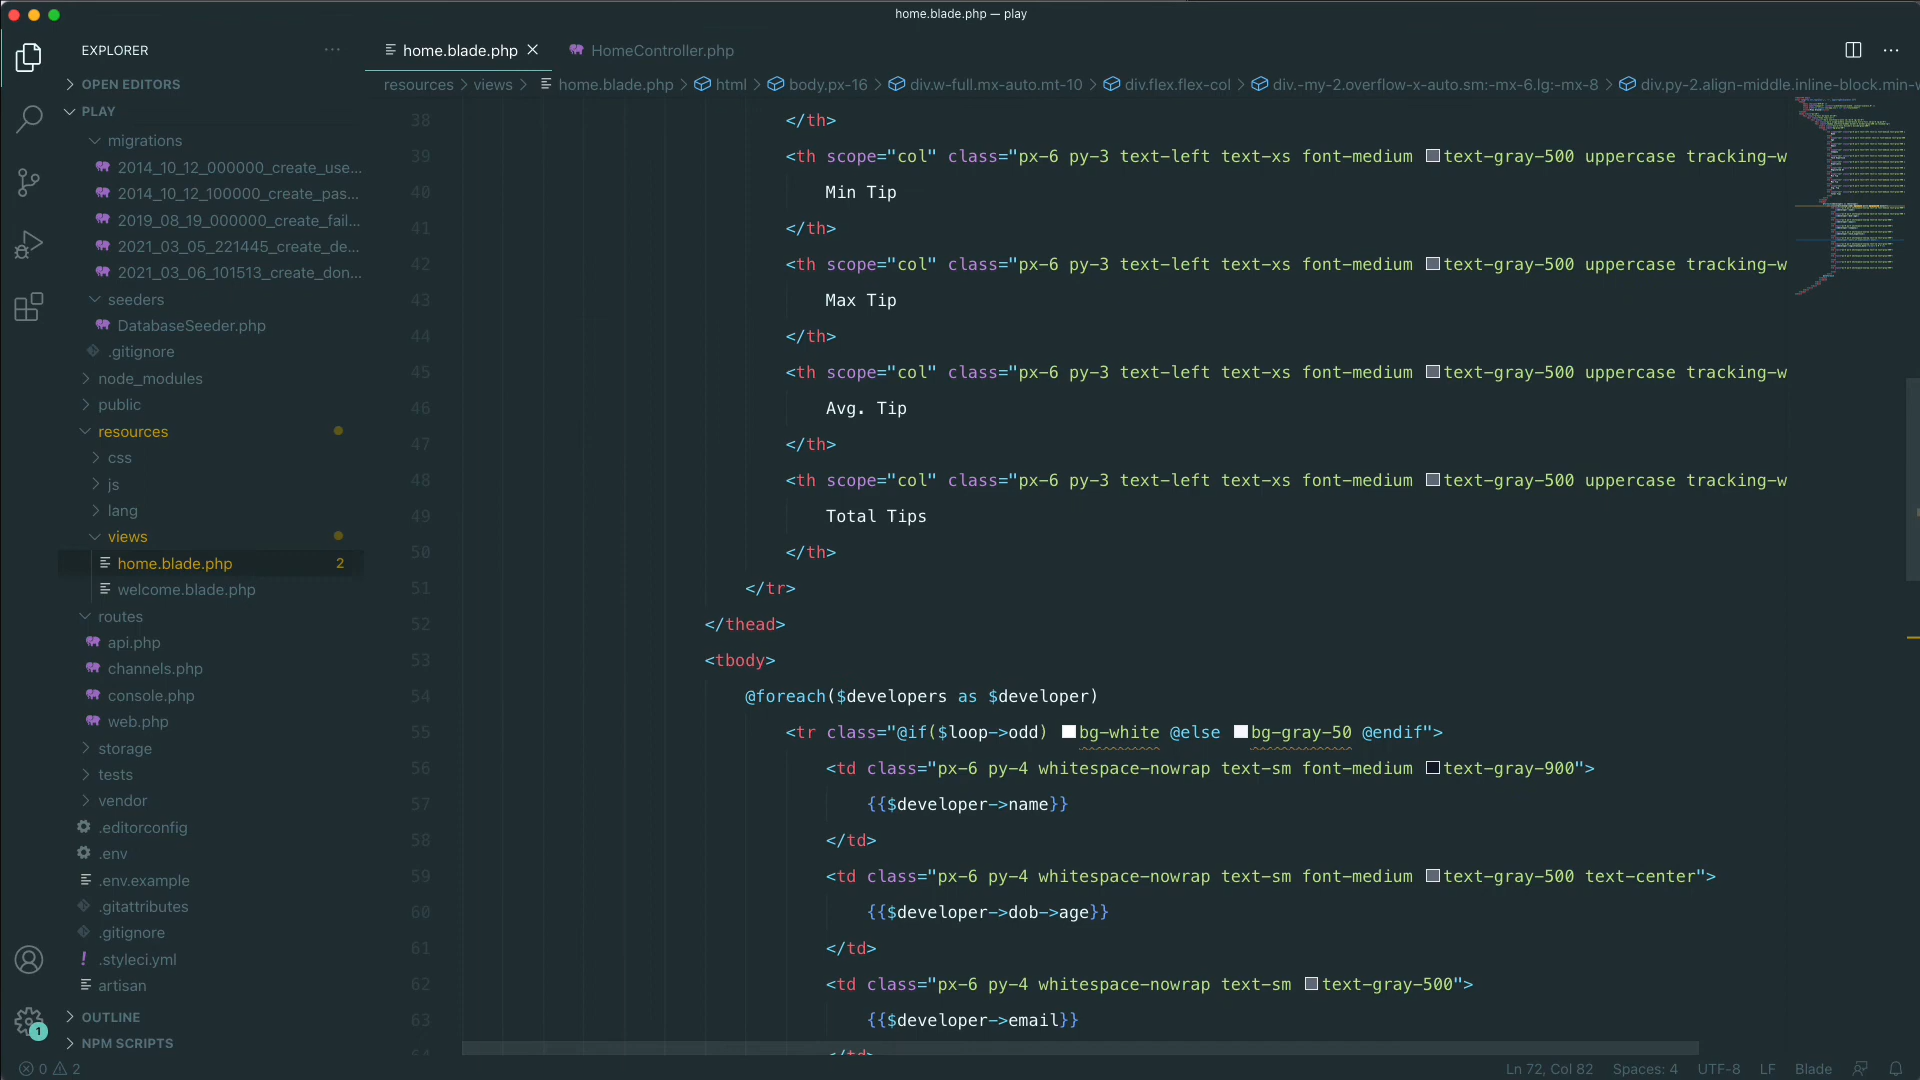 home.blade.php — play
EXPLORER
home.blade.php
HomeController.php
OPEN EDITORS
resources > views > home.blade.php > html > body.px-16 > div.w-full.mx-auto.mt-10 > div.flex.flex-col > div.-my-2.overflow-x-auto.sm:-mx-6.lg:-mx-8 > div.py-2.align-middle.inline-block.min-w
PLAY
migrations
2014_10_12_000000_create_use...
2014_10_12_100000_create_pas...
2019_08_19_000000_create_fail...
2021_03_05_221445_create_de...
2021_03_06_101513_create_don...
seeders
DatabaseSeeder.php
.gitignore
node_modules
public
resources
css
js
lang
views
home.blade.php 2
welcome.blade.php
routes
api.php
channels.php
console.php
web.php
storage
tests
vendor
.editorconfig
.env
.env.example
.gitattributes
.gitignore
.styleci.yml
artisan
OUTLINE
NPM SCRIPTS
1
38 </th>
39 <th scope="col" class="px-6 py-3 text-left text-xs font-medium text-gray-500 uppercase tracking-w
40 Min Tip
41 </th>
42 <th scope="col" class="px-6 py-3 text-left text-xs font-medium text-gray-500 uppercase tracking-w
43 Max Tip
44 </th>
45 <th scope="col" class="px-6 py-3 text-left text-xs font-medium text-gray-500 uppercase tracking-w
46 Avg. Tip
47 </th>
48 <th scope="col" class="px-6 py-3 text-left text-xs font-medium text-gray-500 uppercase tracking-w
49 Total Tips
50 </th>
51 </tr>
52 </thead>
53 <tbody>
54 @foreach($developers as $developer)
55 <tr class="@if($loop->odd) bg-white @else bg-gray-50 @endif">
56 <td class="px-6 py-4 whitespace-nowrap text-sm font-medium text-gray-900">
57 {{$developer->name}}
58 </td>
59 <td class="px-6 py-4 whitespace-nowrap text-sm font-medium text-gray-500 text-center">
60 {{$developer->dob->age}}
61 </td>
62 <td class="px-6 py-4 whitespace-nowrap text-sm text-gray-500">
63 {{$developer->email}}
64 </td>
0 2
Ln 72, Col 82 Spaces: 4 UTF-8 LF Blade